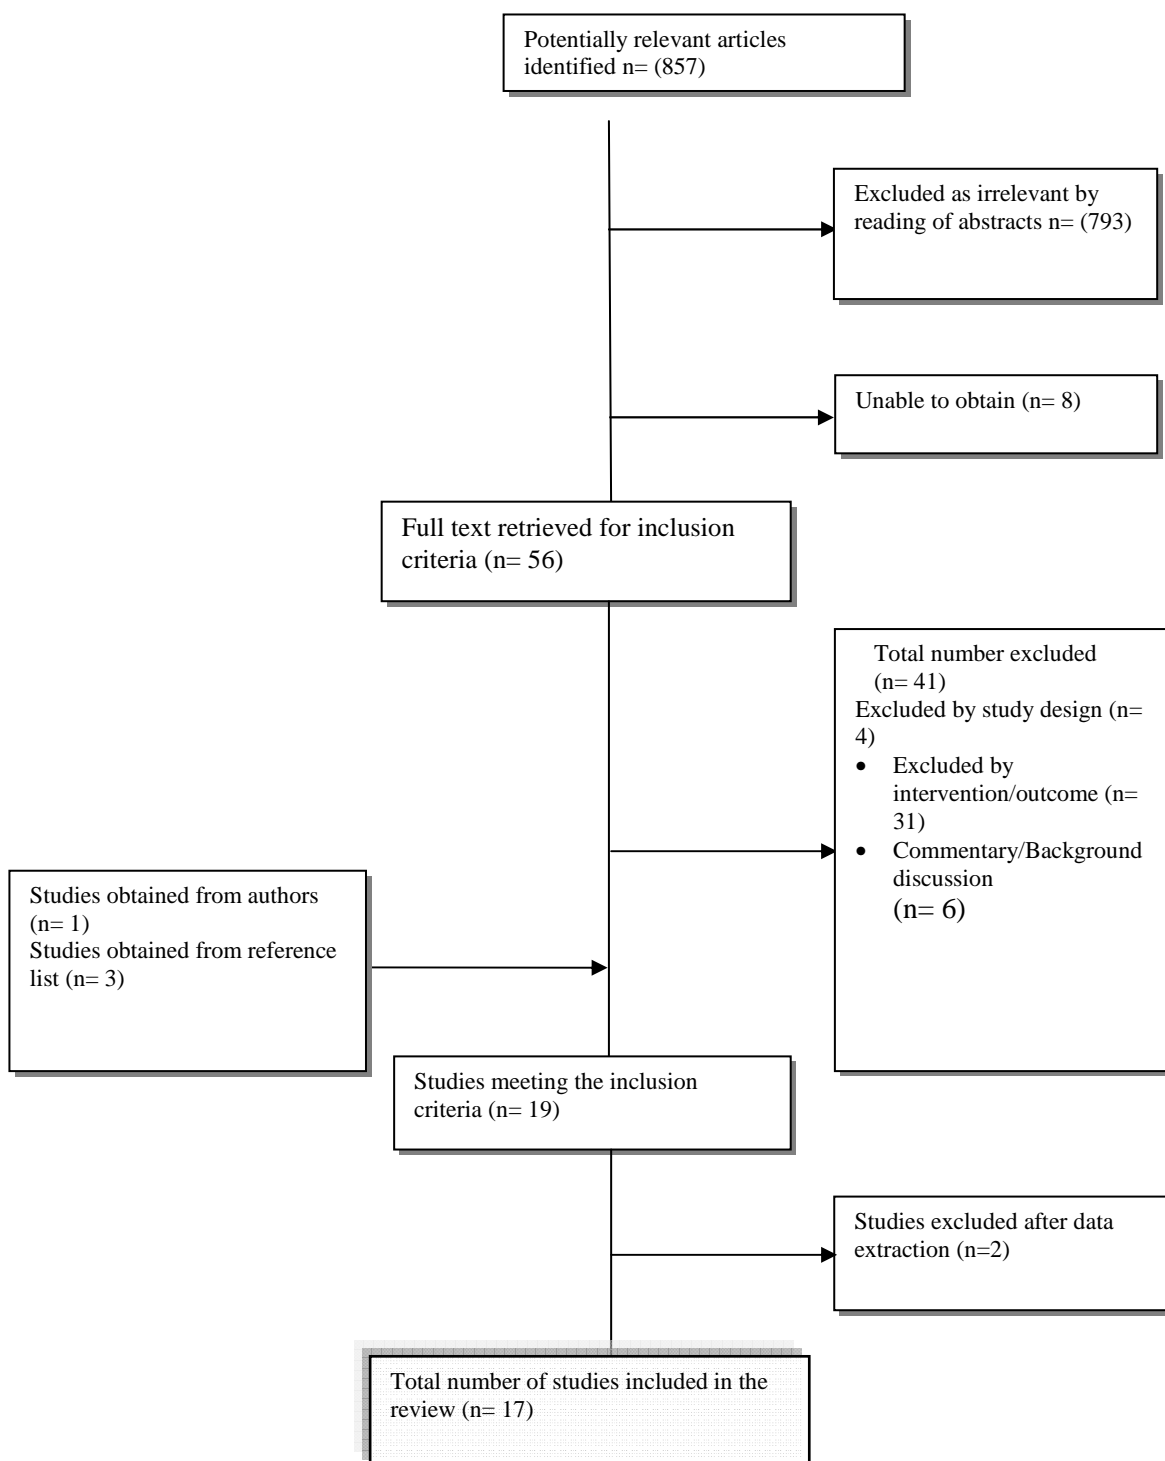 Potentially relevant articles
identified n= (857)
Excluded as irrelevant by
reading of abstracts n= (793)
Unable to obtain (n= 8)
Full text retrieved for inclusion
criteria (n= 56)
Total number excluded
(n= 41)
Excluded by study design (n=
4)
• Excluded by
intervention/outcome (n=
31)
• Commentary/Background
discussion
(n= 6)
Studies obtained from authors
(n= 1)
Studies obtained from reference
list (n= 3)
Studies meeting the inclusion
criteria (n= 19)
Studies excluded after data
extraction (n=2)
Total number of studies included in the
review (n= 17)